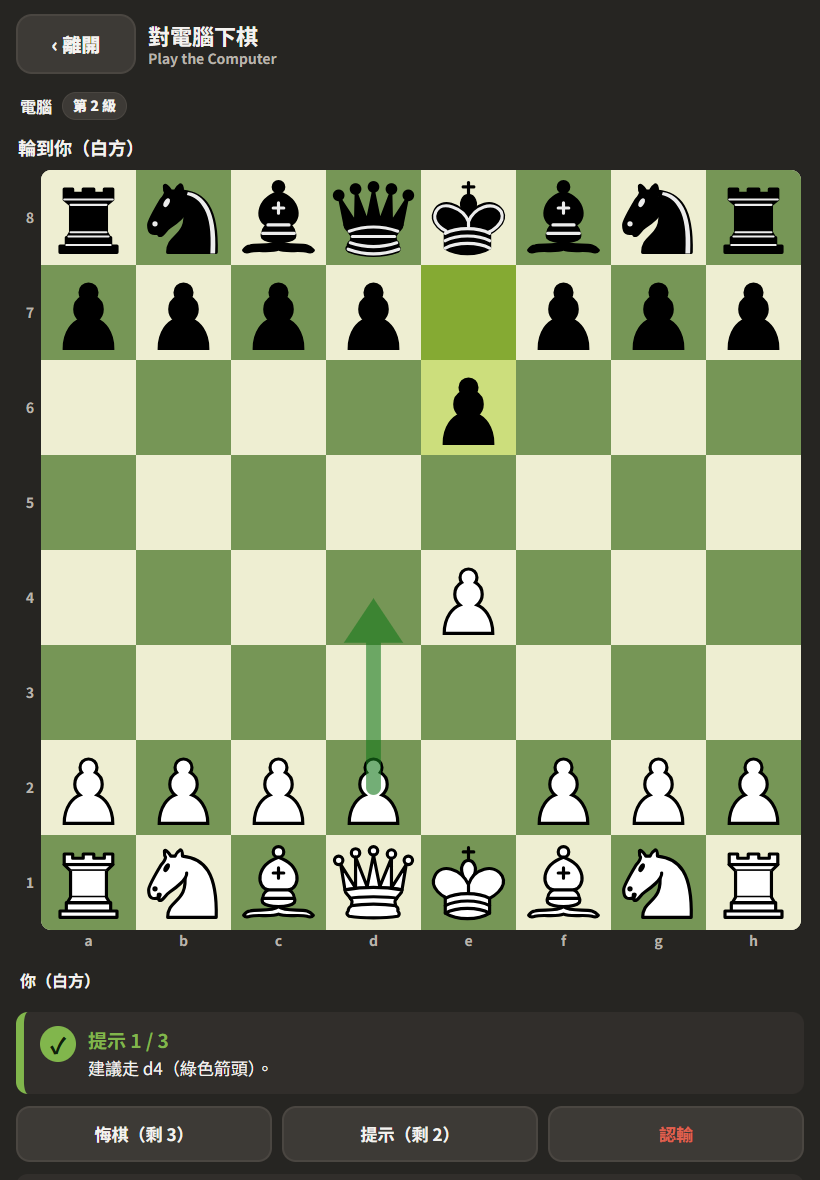 ‹ 離開
對電腦下棋
Play the Computer
電腦 第 2 級
輪到你（白方）
8
7
6
5
4
3
2
1
a b c d e f g h
你（白方）
✓ 提示 1 / 3
建議走 d4（綠色箭頭）。
悔棋（剩 3） 提示（剩 2） 認輸